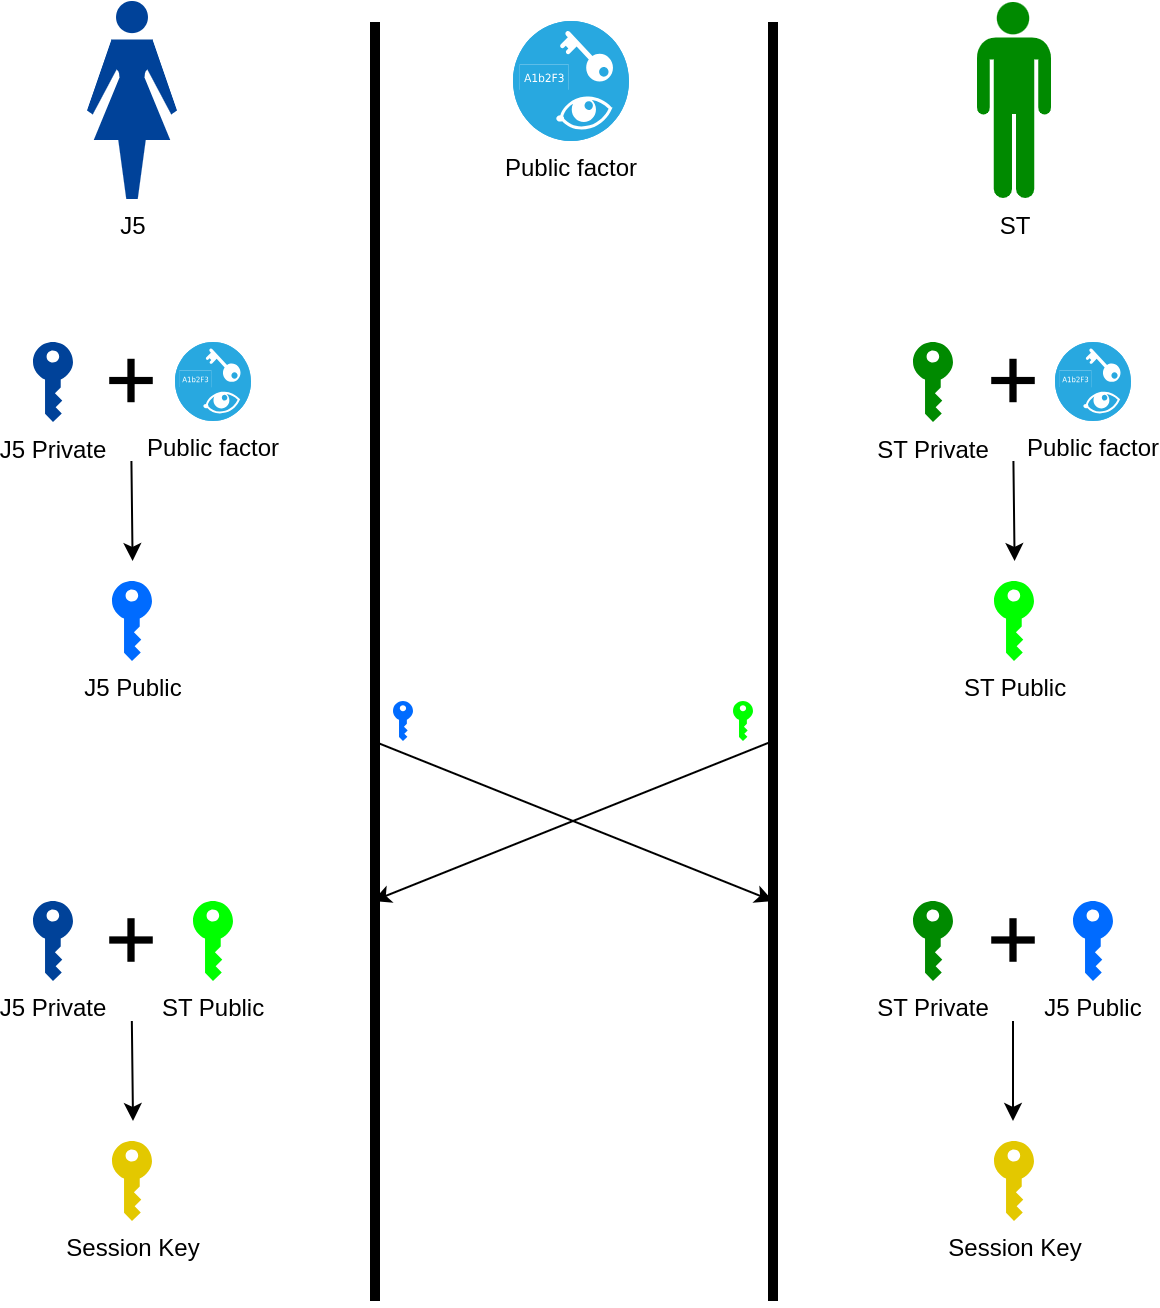 A1b2F3
Public factor
J5
ST
A1b2F3
A1b2F3
J5 Private
Public factor
ST Private
Public factor
J5 Public
ST Public
J5 Private
ST Public
ST Private
J5 Public
Session Key
Session Key